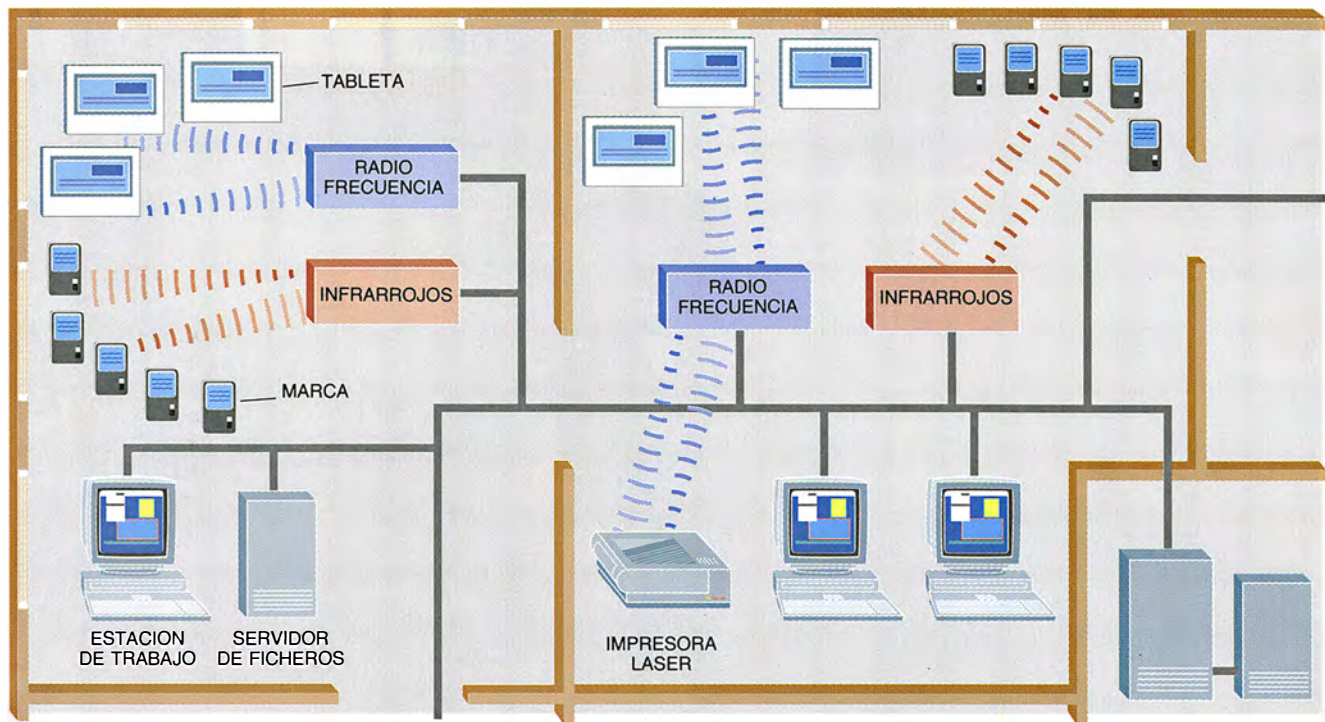 TABLETA
RADIO
FRECUENCIA
INFRARROJOS
MARCA
RADIO
FRECUENCIA
INFRARROJOS
ESTACION
DE TRABAJO
SERVIDOR
DE FICHEROS
IMPRESORA
LASER